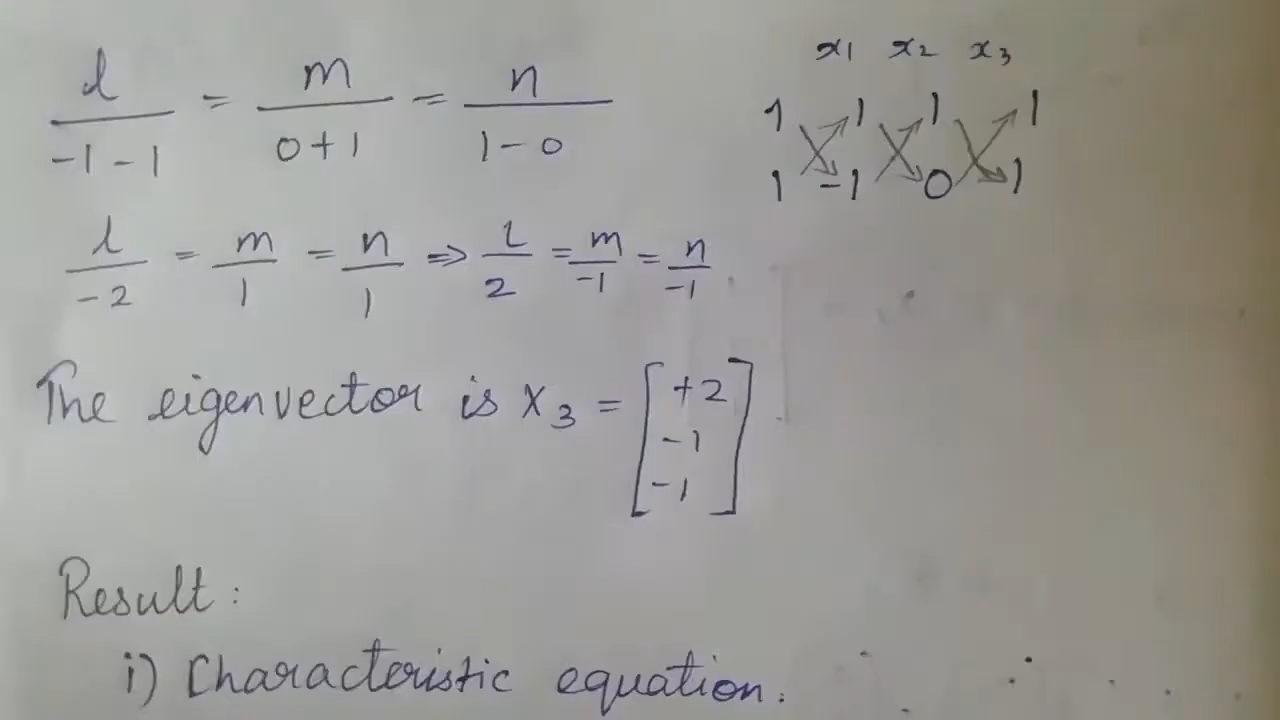 l/(-1-1) = m/(0+1) = n/(1-0)
x1 x2 x3
1 1 1 1
1 -1 0 1
l/-2 = m/1 = n/1 ⇒ l/2 = m/-1 = n/-1
The eigenvector is X3 = [+2
-1
-1]
Result:
i) Characteristic equation.